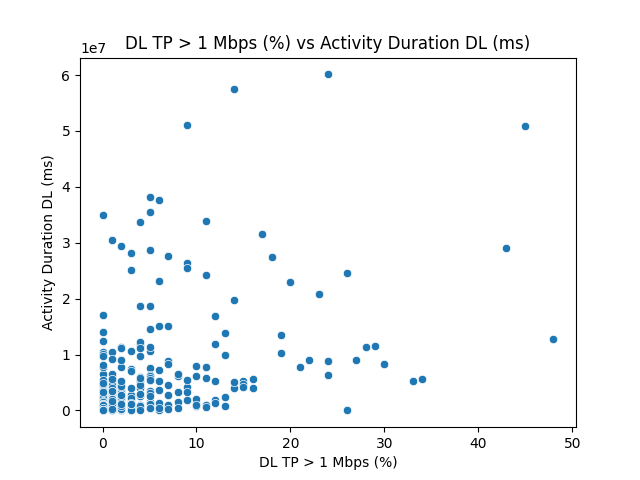 DL TP > 1 Mbps (%) vs Activity Duration DL (ms)
1e7
6
5
4
3
2
1
0
Activity Duration DL (ms)
0 10 20 30 40 50
DL TP > 1 Mbps (%)